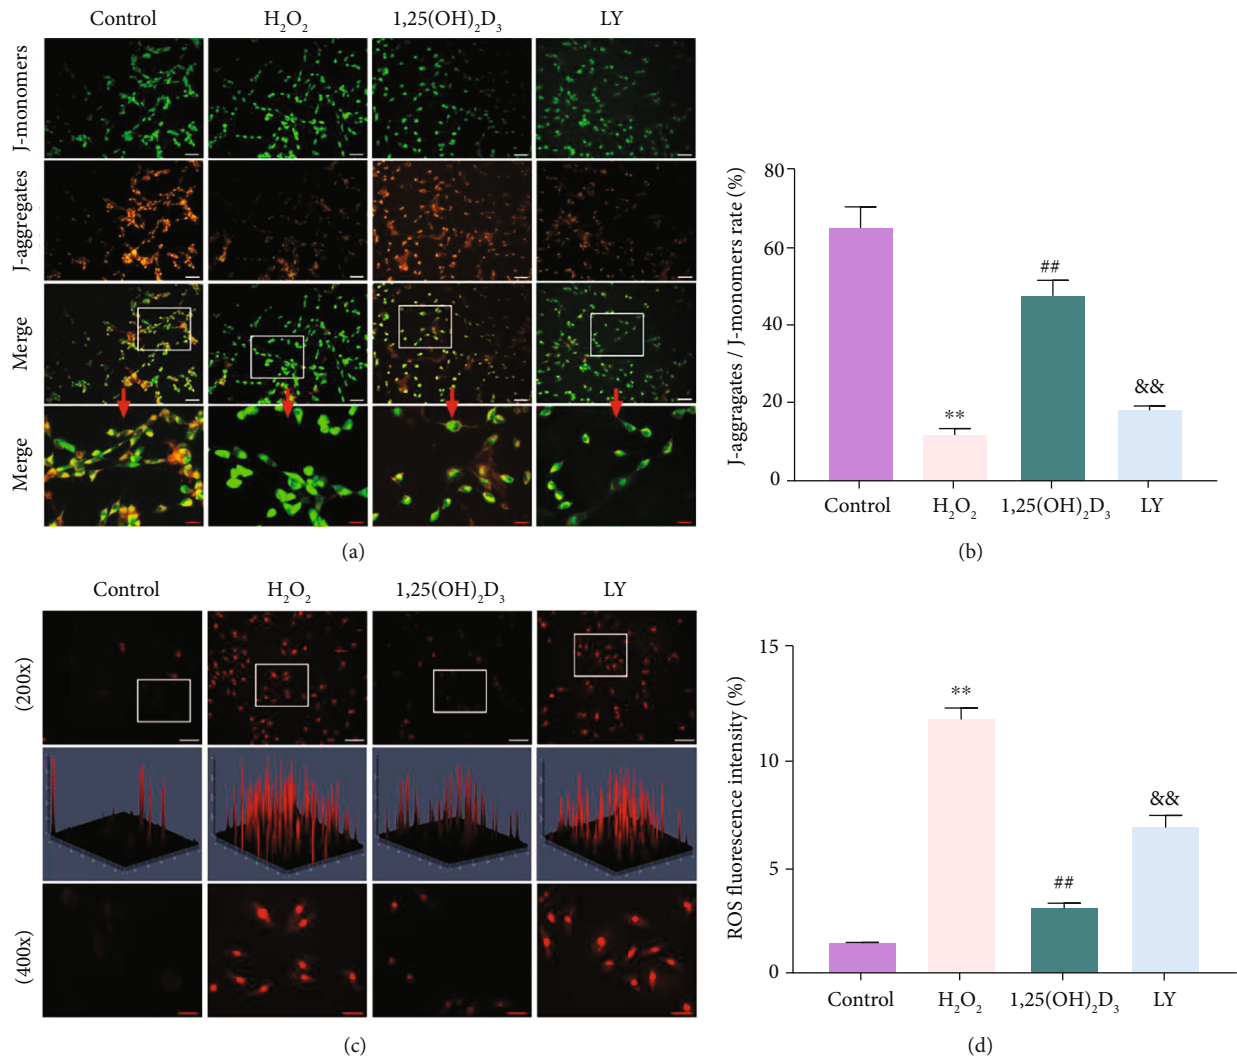 Control H₂O₂ 1,25(OH)₂D₃ LY
J-monomers
J-aggregates
Merge
Merge
(a)
J-aggragates / J-monomers rate (%)
80
60
40
20
0
**
##
&&
Control H₂O₂ 1,25(OH)₂D₃ LY
(b)
Control H₂O₂ 1,25(OH)₂D₃ LY
(200x)
(400x)
(c)
ROS fluorescence intensity (%)
15
10
5
0
**
##
&&
Control H₂O₂ 1,25(OH)₂D₃ LY
(d)